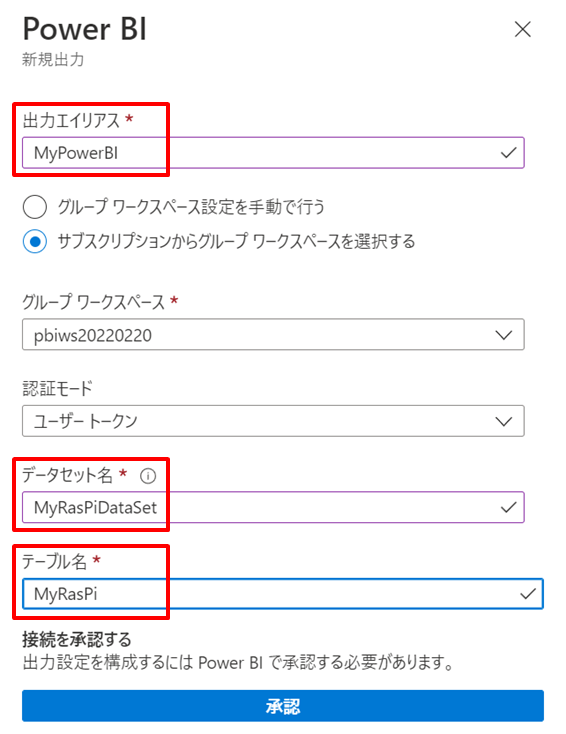 Power BI
新規出力
出力エイリアス *
MyPowerBI
グループ ワークスペース設定を手動で行う
サブスクリプションからグループ ワークスペースを選択する
グループ ワークスペース *
pbiws20220220
認証モード
ユーザー トークン
データセット名 *
MyRasPiDataSet
テーブル名 *
MyRasPi
接続を承認する
出力設定を構成するには Power BI で承認する必要があります。
承認